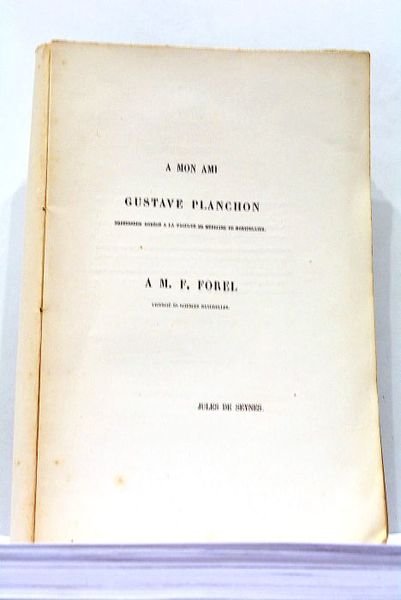 A MON AMI
GUSTAVE PLANCHON
PROFESSEUR AGRÉGÉ A LA FACULTÉ DE MÉDECINE DE MONTPELLIER.
A M. F. FOREL
LICENCIÉ ÈS-SCIENCES NATURELLES.
JULES DE SEYNES.